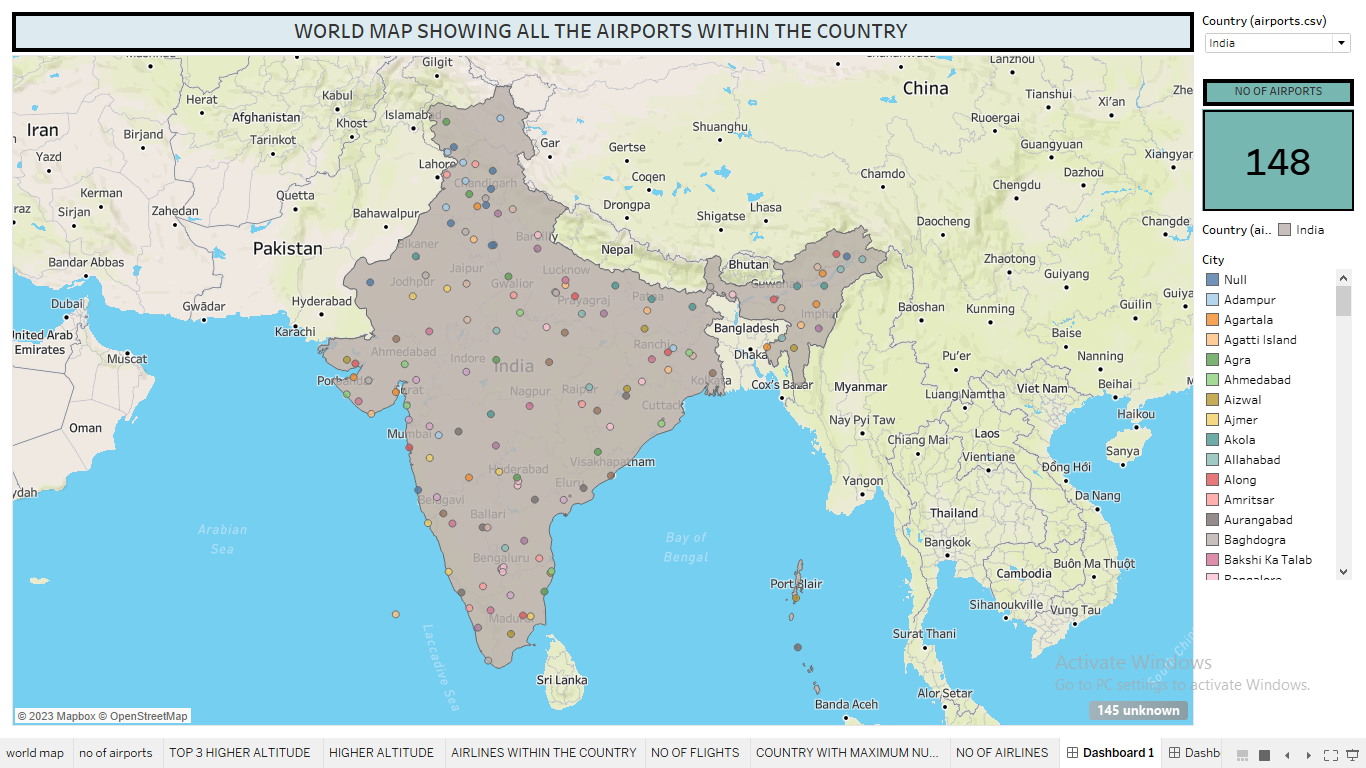 WORLD MAP SHOWING ALL THE AIRPORTS WITHIN THE COUNTRY
Country (airports.csv)
India
NO OF AIRPORTS
148
Country (ai..
India
City
Null
Adampur
Agartala
Agatti Island
Agra
Ahmedabad
Aizwal
Ajmer
Akola
Allahabad
Along
Amritsar
Aurangabad
Baghdogra
Bakshi Ka Talab
Bangalore
Gilgit
Lanzhou
China
Herat
Kabul
Tianshui
Xi'an
Afghanistan
Islamabad
Ruoergai
Iran
Birjand
Tarinkot
Khost
Shuanghu
Guangyuan
Yazd
Lahore
Gar
Gertse
Xiangyan
Chamdo
Dazhou
Coqen
Chandigarh
Chengdu
Kerman
Quetta
Sirjan
Zahedan
Bahawalpur
Drongpa
Lhasa
Shigatse
Daocheng
Pakistan
Bikaner
Nepal
Bandar Abbas
Bhutan
Zhaotong
Jaipur
Lucknow
Guiyang
Jodhpur
Gwalior
Dubai
Gwādar
Hyderabad
Prayagraj
Patna
Baoshan
Kunming
Guilin
Karachi
Imphal
United Arab
Emirates
Bangladesh
Baise
Muscat
Ahmedabad
Indore
India
Ranchi
Dhaka
Pu'er
Nanning
Porbandar
Nagpur
Raipur
Kolkata
Cox's Bazar
Myanmar
Luang Namtha
Viet Nam
Beihai
Cuttack
Haikou
Oman
Mumbai
Nay Pyi Taw
Chiang Mai
Laos
Sanya
Vientiane
Hyderabad
Visakhapatnam
Đồng Hới
Yangon
Eluru
Da Nang
Belgavi
Ballari
Thailand
Arabian
Sea
Bay of
Bengal
Bangkok
Bengaluru
Buôn Ma Thuột
Cambodia
Port Blair
Sihanoukville
Vung Tau
Madurai
Surat Thani
Laccadive Sea
Sri Lanka
Alor Setar
Banda Aceh
Activate Windows
Go to PC settings to activate Windows.
145 unknown
© 2023 Mapbox © OpenStreetMap
world map
no of airports
TOP 3 HIGHER ALTITUDE
HIGHER ALTITUDE
AIRLINES WITHIN THE COUNTRY
NO OF FLIGHTS
COUNTRY WITH MAXIMUM NU...
NO OF AIRLINES
Dashboard 1
Dashb